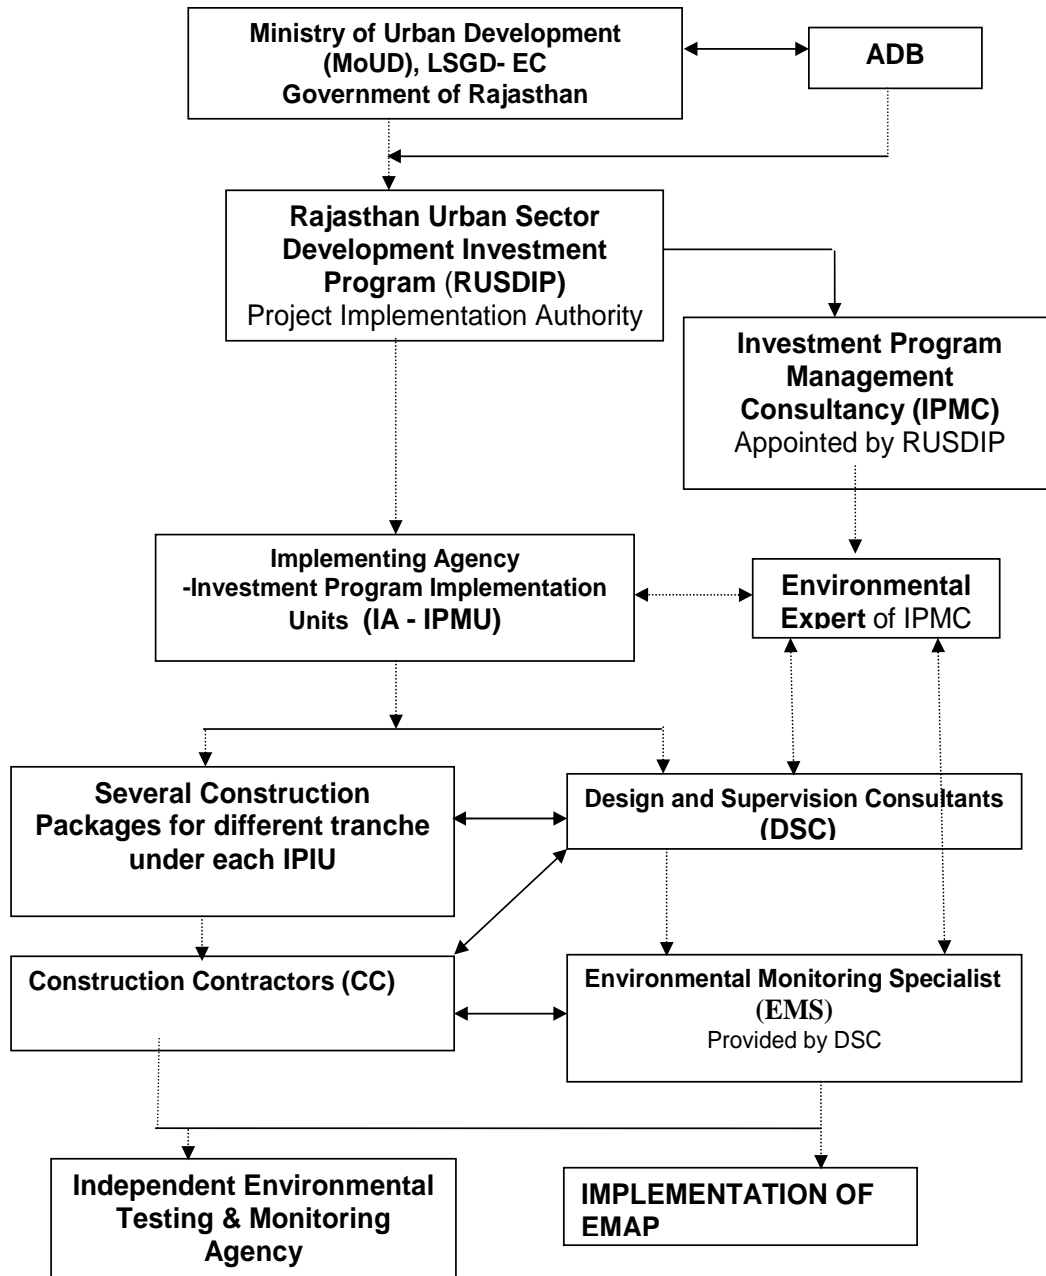 Ministry of Urban Development
(MoUD), LSGD- EC
Government of Rajasthan
ADB
Rajasthan Urban Sector
Development Investment
Program (RUSDIP)
Project Implementation Authority
Investment Program
Management
Consultancy (IPMC)
Appointed by RUSDIP
Implementing Agency
-Investment Program Implementation
Units (IA - IPMU)
Environmental
Expert of IPMC
Several Construction
Packages for different tranche
under each IPIU
Design and Supervision Consultants
(DSC)
Construction Contractors (CC)
Environmental Monitoring Specialist
(EMS)
Provided by DSC
Independent Environmental
Testing & Monitoring
Agency
IMPLEMENTATION OF
EMAP